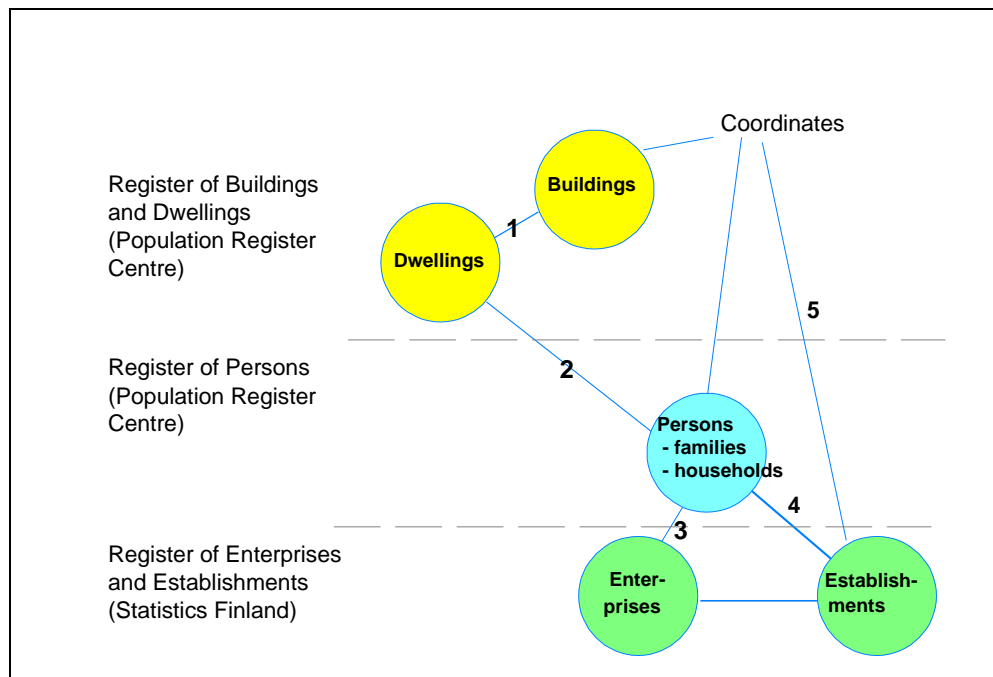 Coordinates
Register of Buildings
and Dwellings
(Population Register
Centre)
Buildings
1
Dwellings
5
2
Register of Persons
(Population Register
Centre)
Persons
- families
- households
4
3
Register of Enterprises
and Establishments
(Statistics Finland)
Enter-
prises
Establish-
ments